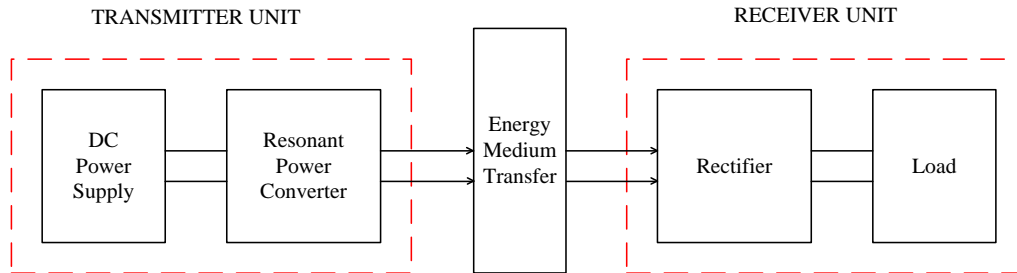 TRANSMITTER UNIT
RECEIVER UNIT
DC
Power
Supply
Resonant
Power
Converter
Energy
Medium
Transfer
Rectifier
Load